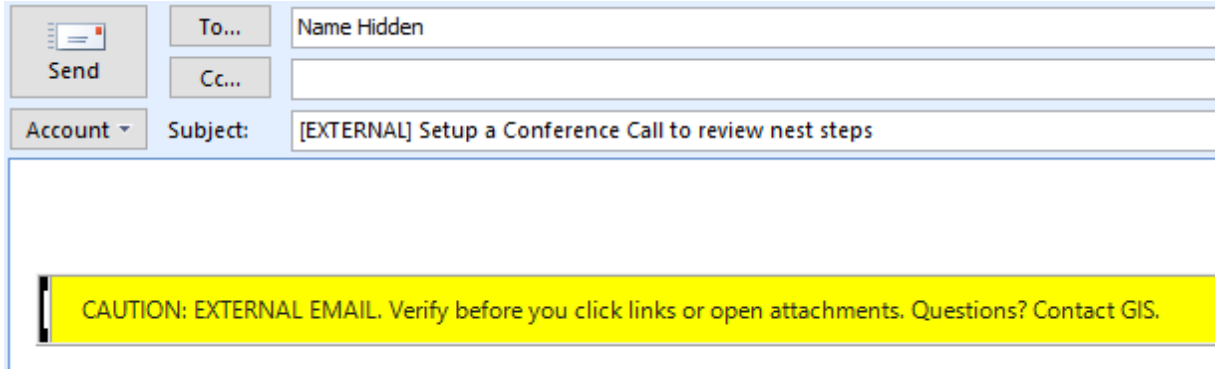 To...
Name Hidden
Send
Cc...
Account
Subject:
[EXTERNAL] Setup a Conference Call to review nest steps
CAUTION: EXTERNAL EMAIL. Verify before you click links or open attachments. Questions? Contact GIS.